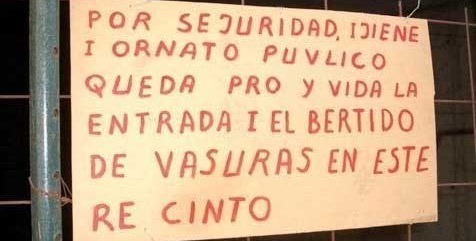 POR SEJURIDAD, IJIENE
I ORNATO PUVLICO
QUEDA PRO Y VIDA LA
ENTRADA I EL BERTIDO
DE VASURAS EN ESTE
RE CINTO